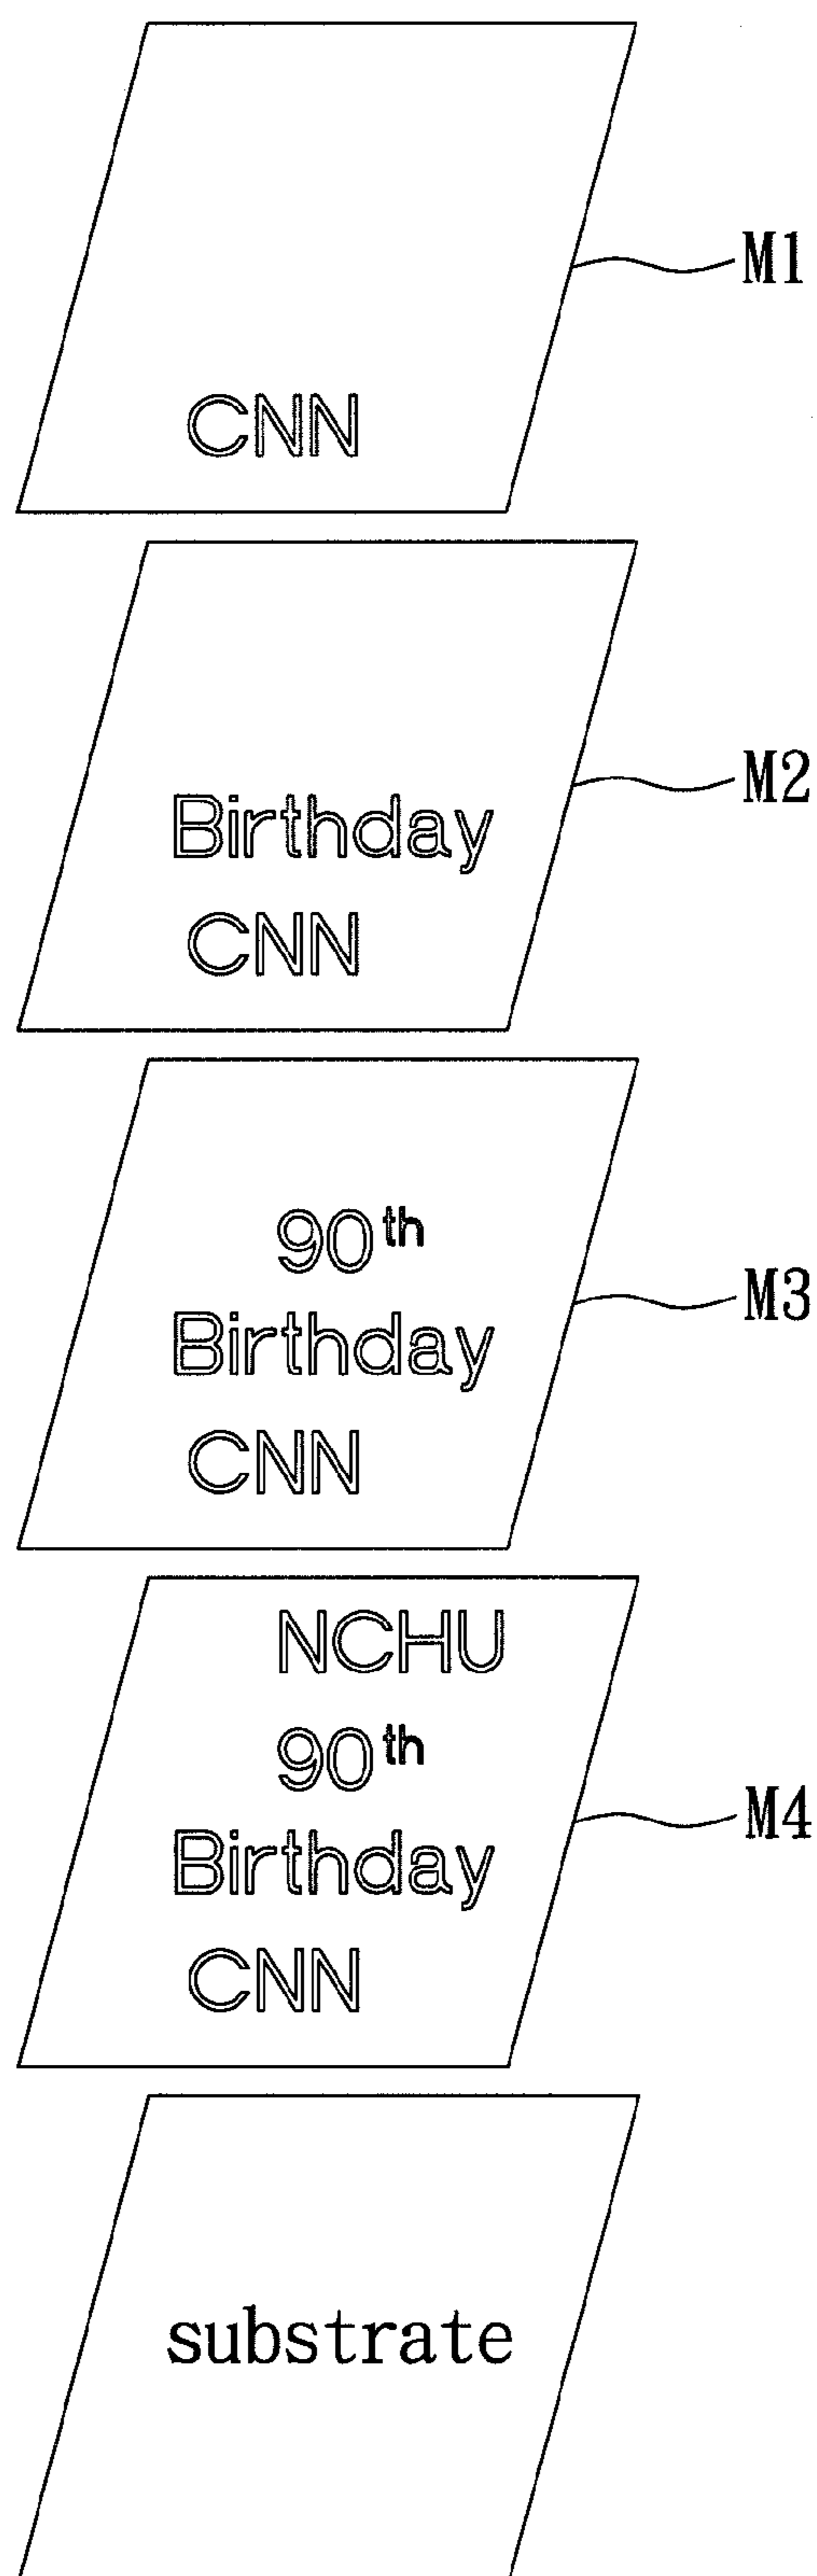 M1
CNN
M2
Birthday
CNN
M3
90th
Birthday
CNN
NCHU
M4
90th
Birthday
CNN
substrate